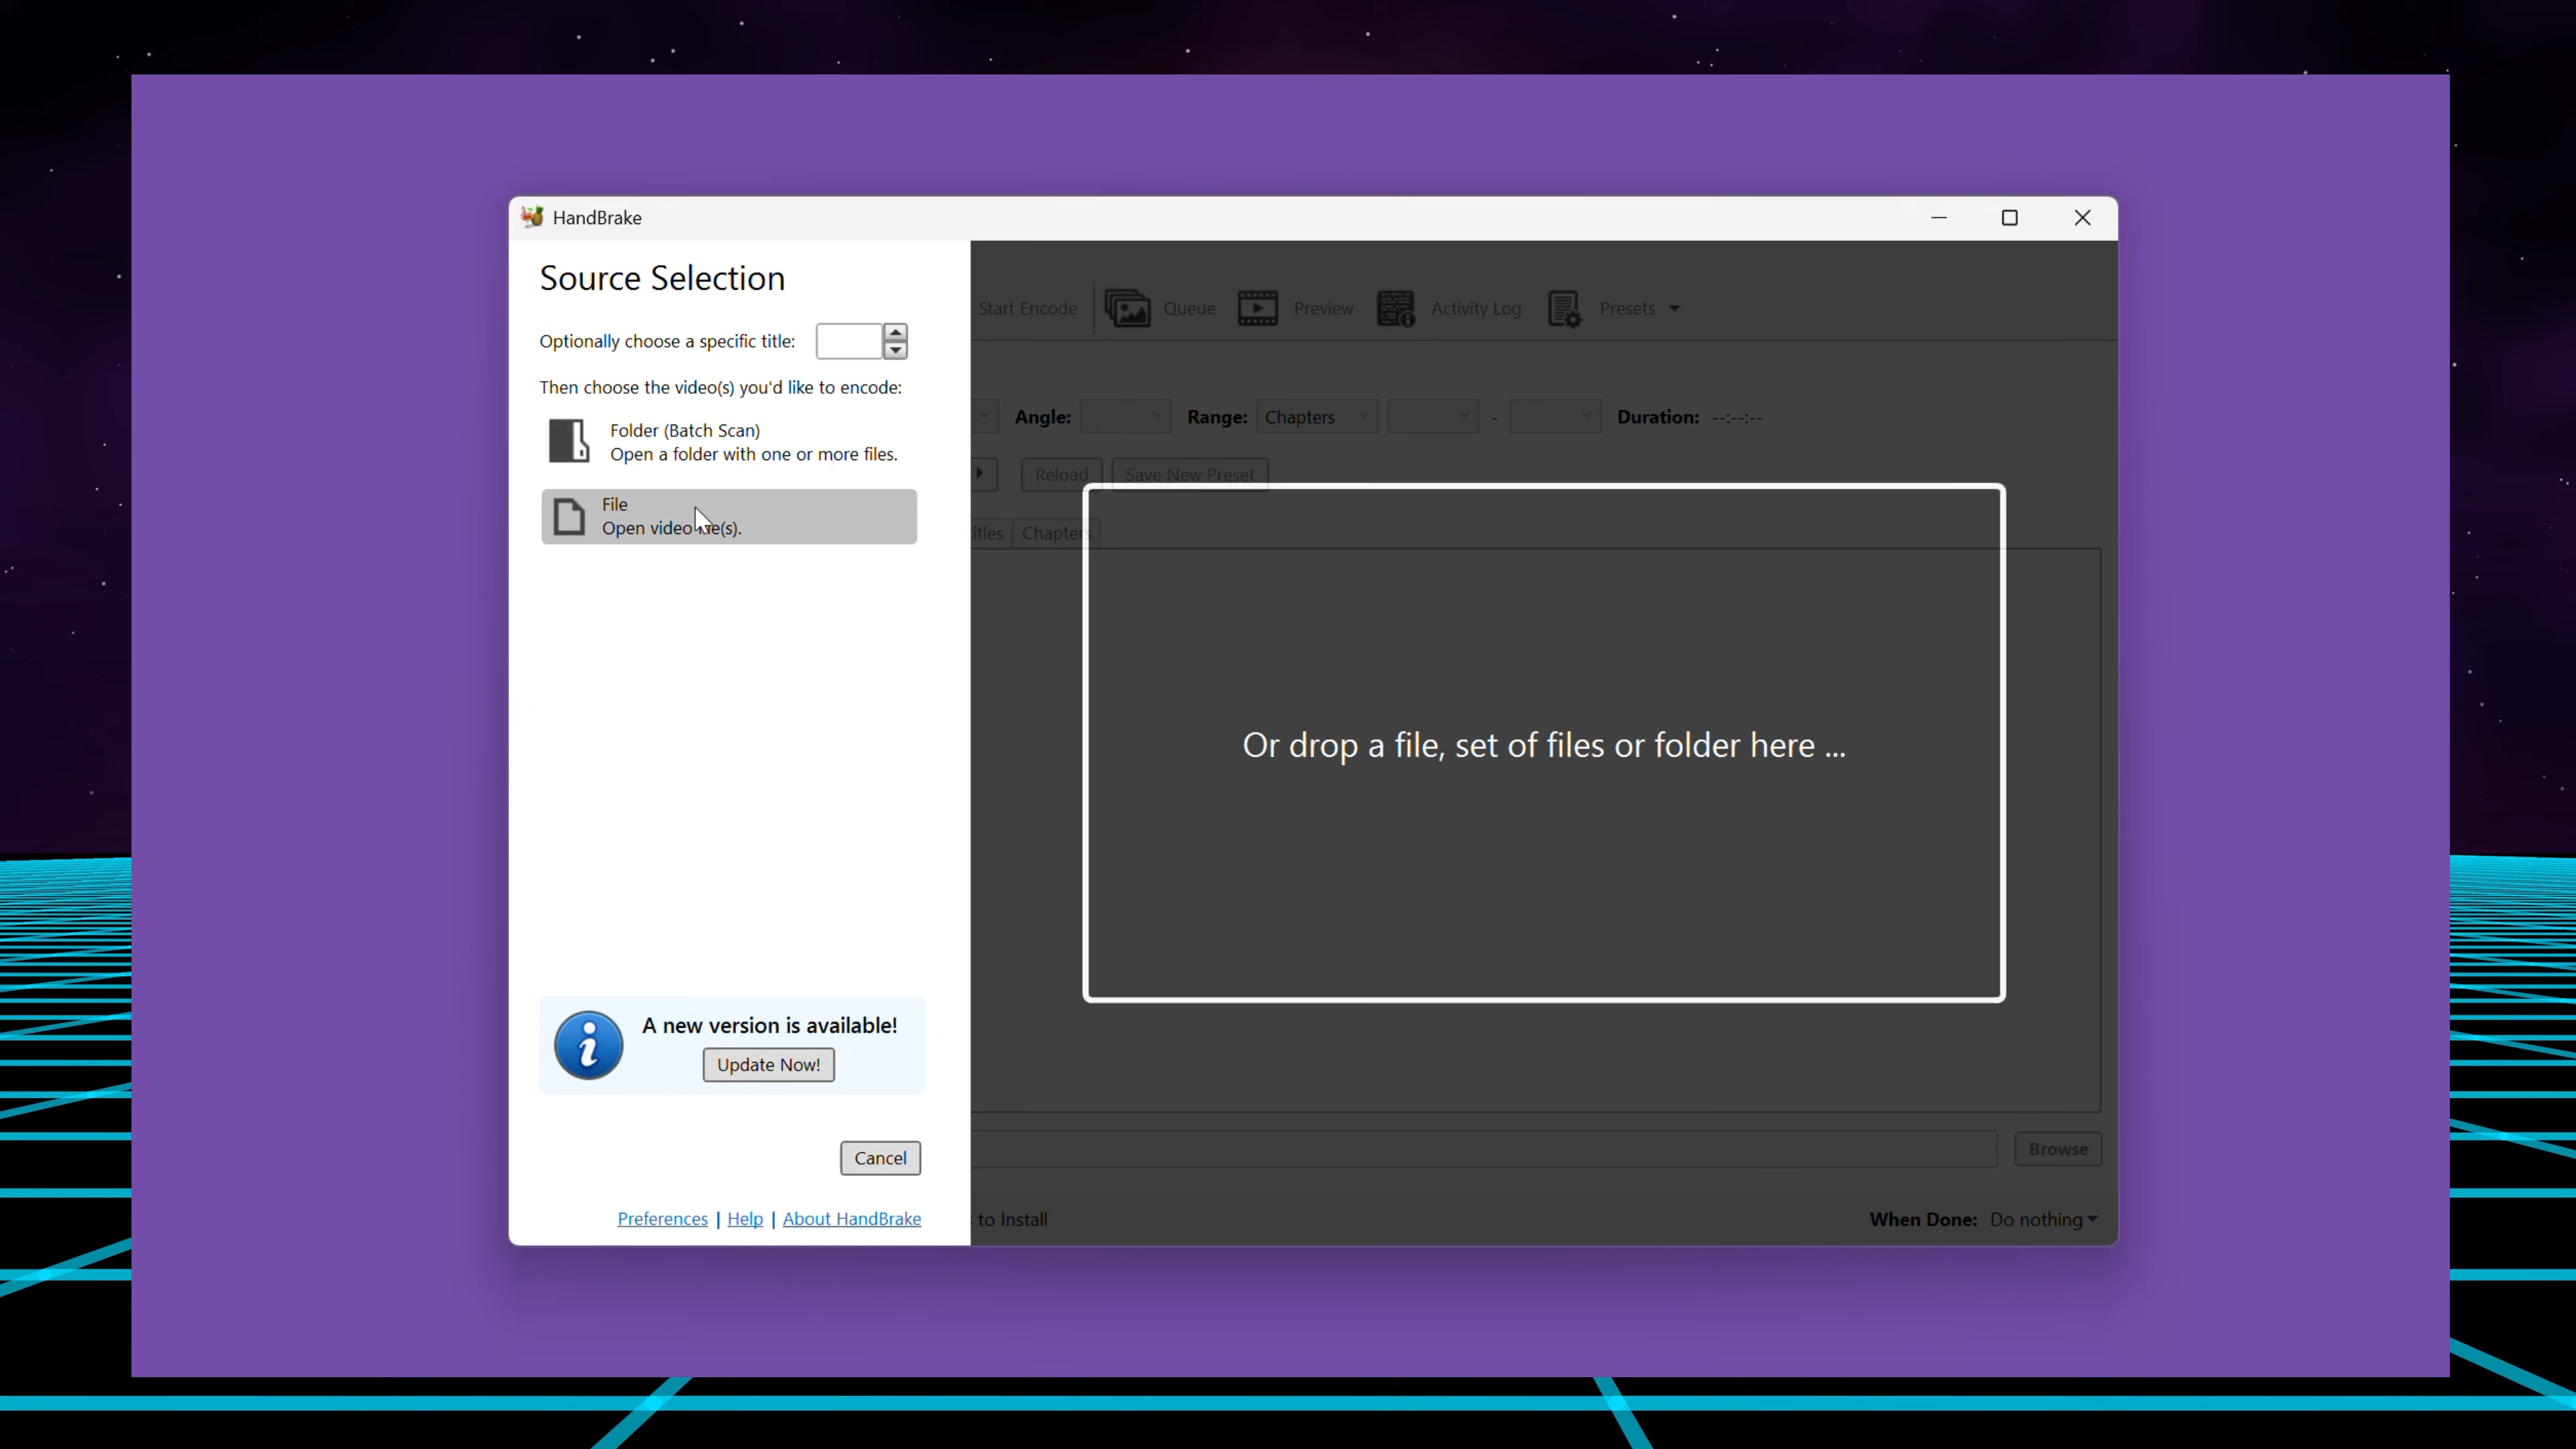 HandBrake
Source Selection
Optionally choose a specific title:
Then choose the video(s) you'd like to encode:
Folder (Batch Scan)
Open a folder with one or more files.
File
Open video
A new version is available!
Update Now!
Cancel
Preferences | Help | About HandBrake
Start Encode Queue Preview Activity Log Presets
Angle: Range: Chapters - Duration: --:--:--
Reload Save New Preset
Chapters
Or drop a file, set of files or folder here ...
Browse
to Install
When Done: Do nothing